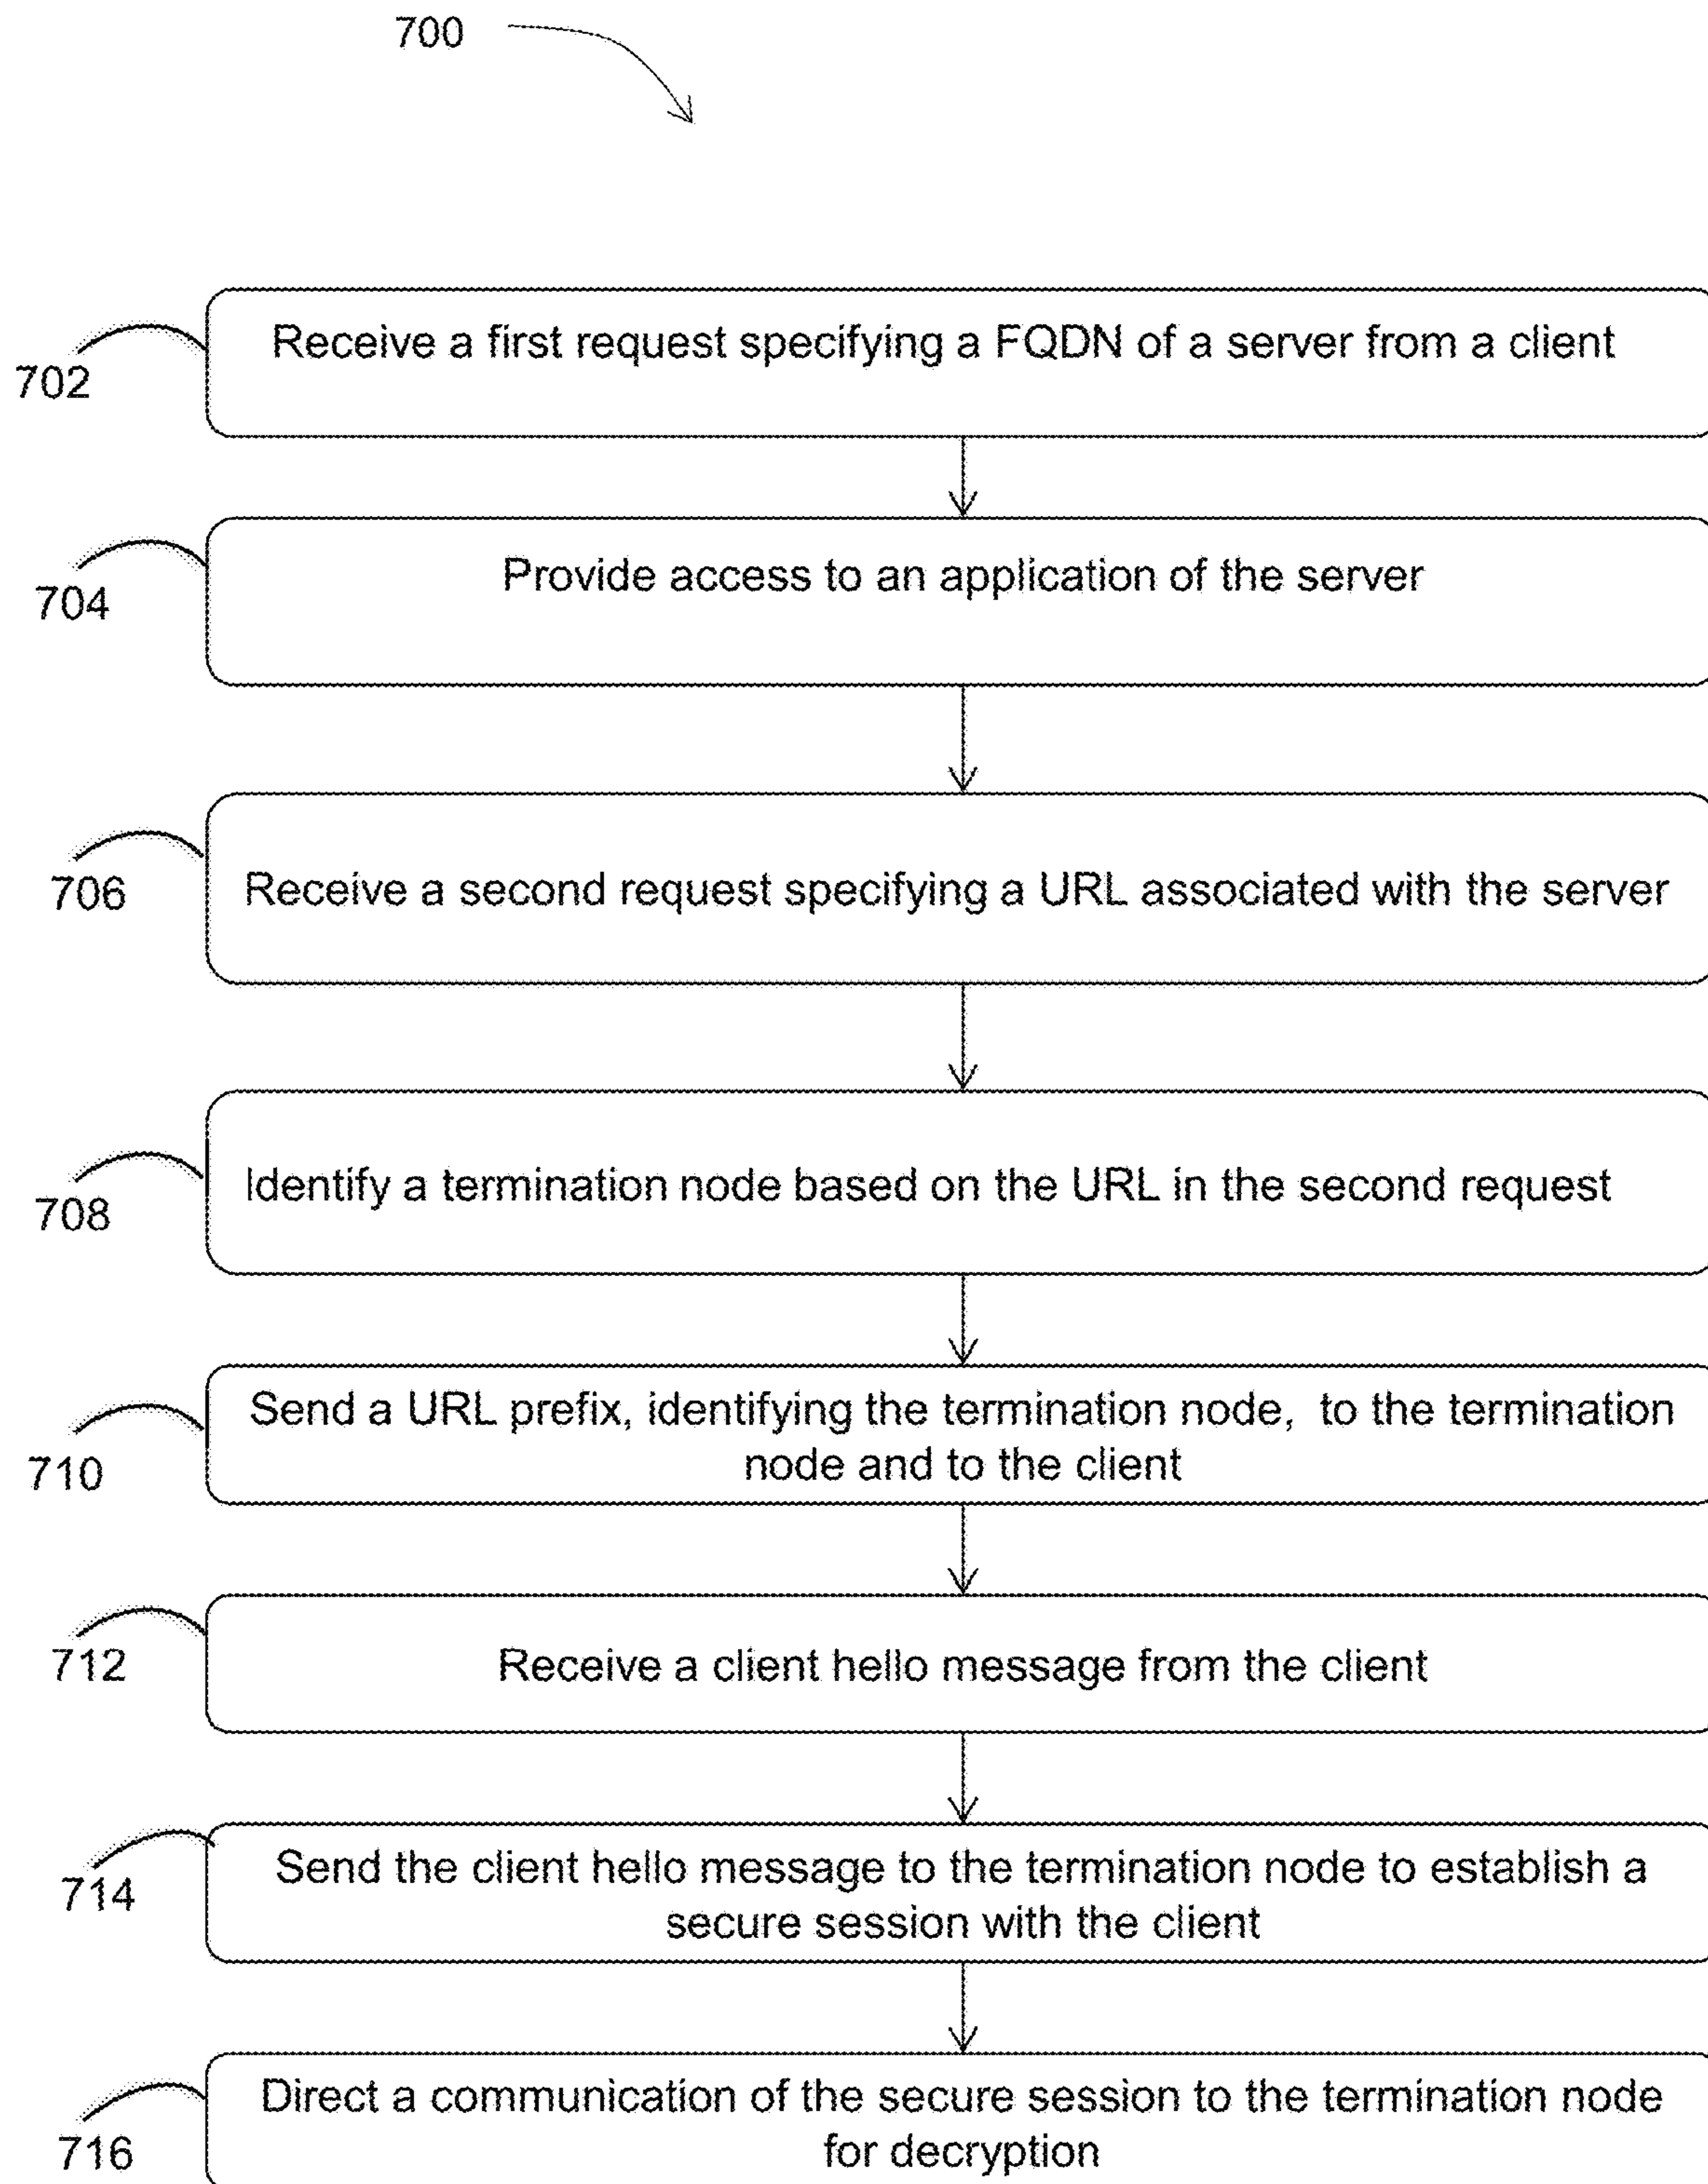 700
702
Receive a first request specifying a FQDN of a server from a client
704
Provide access to an application of the server
706
Receive a second request specifying a URL associated with the server
708
Identify a termination node based on the URL in the second request
710
Send a URL prefix, identifying the termination node, to the termination
node and to the client
712
Receive a client hello message from the client
714
Send the client hello message to the termination node to establish a
secure session with the client
716
Direct a communication of the secure session to the termination node
for decryption